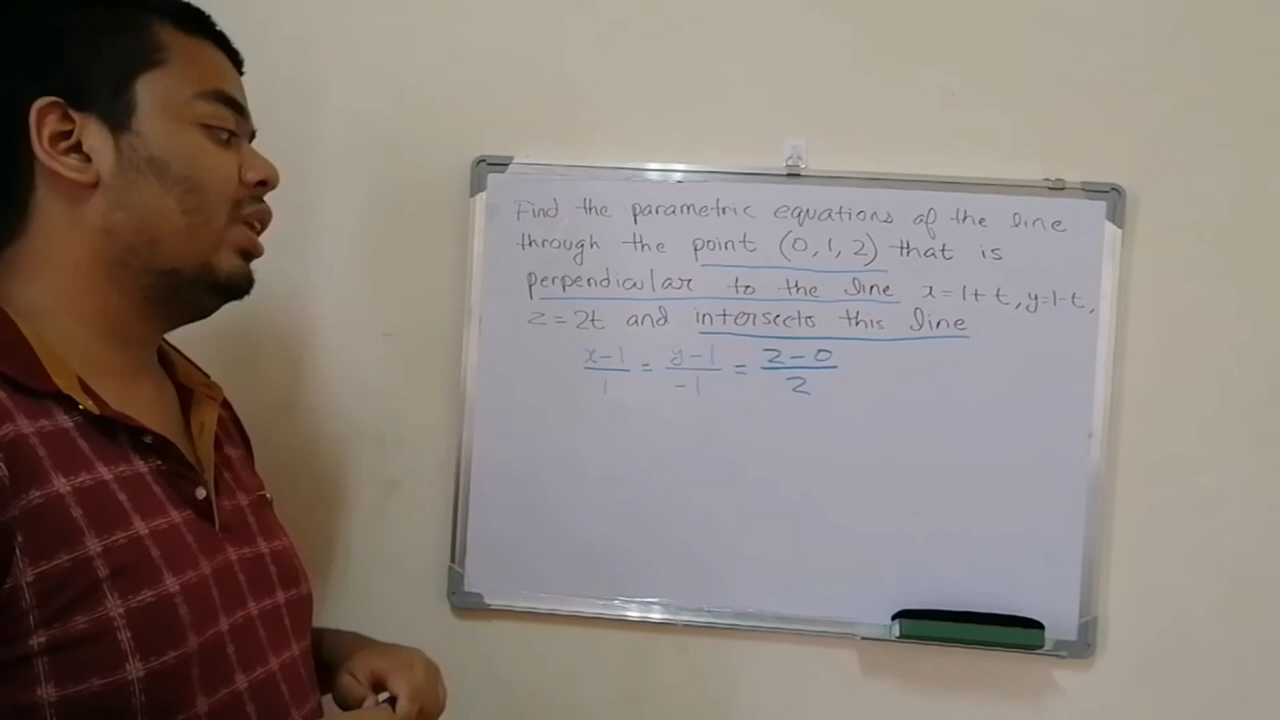 Find the parametric equations of the line
through the point (0, 1, 2) that is
perpendicular to the line x=1+t, y=1-t,
z=2t and intersects this line
x-1/1 = y-1/-1 = z-0/2